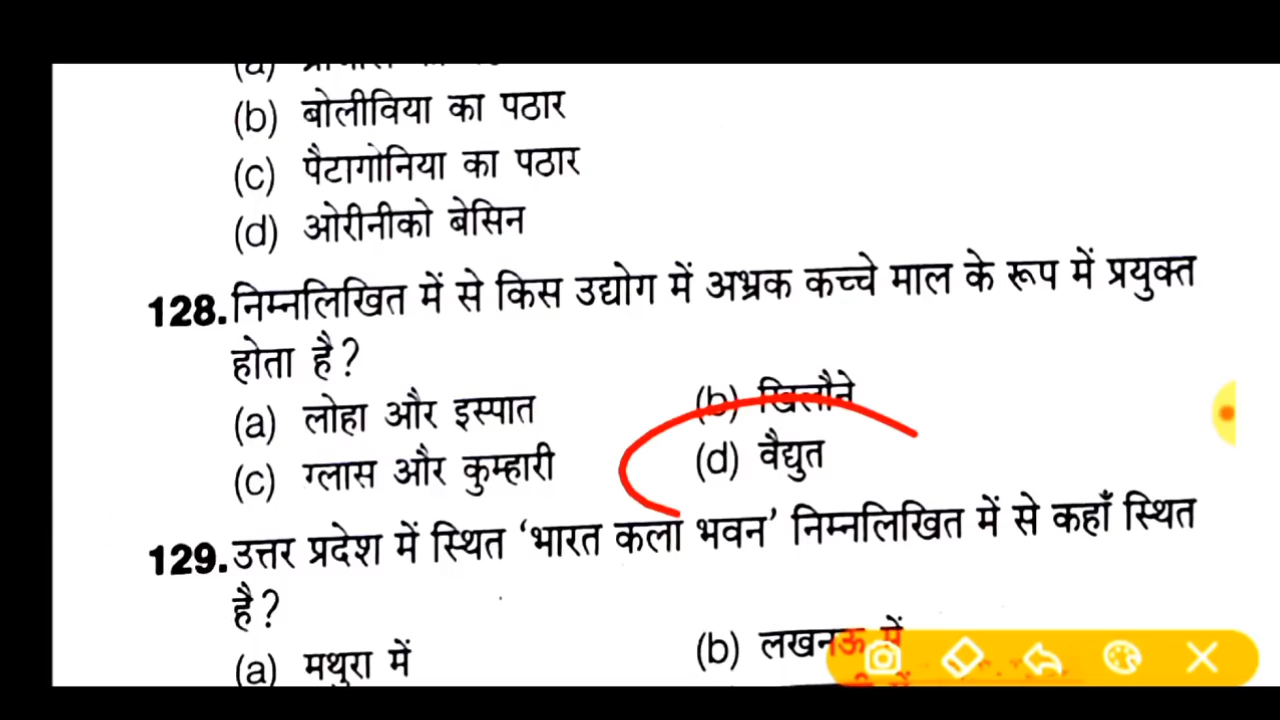 (b) बोलीविया का पठार
(c) पैटागोनिया का पठार
(d) ओरीनीको बेसिन
128. निम्नलिखित में से किस उद्योग में अभ्रक कच्चे माल के रूप में प्रयुक्त
होता है?
(a) लोहा और इस्पात (b) खिलौने
(c) ग्लास और कुम्हारी (d) वैद्युत
129. उत्तर प्रदेश में स्थित ‘भारत कला भवन’ निम्नलिखित में से कहाँ स्थित
है?
(a) मथुरा में (b) लखनऊ में